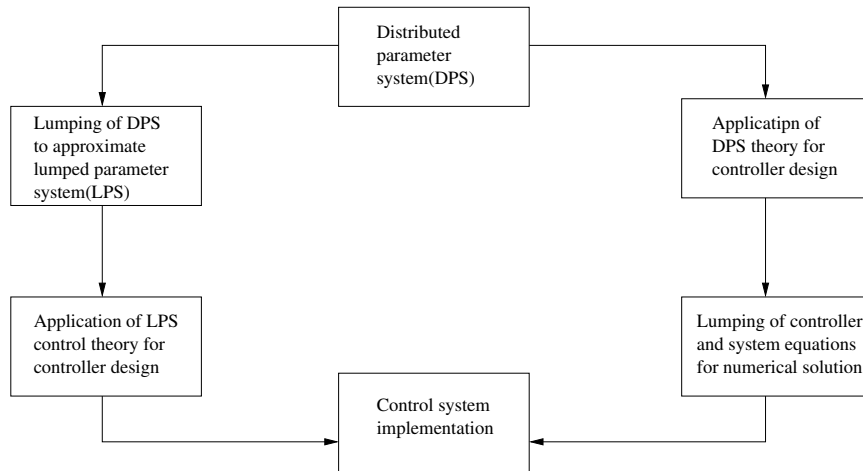 Distributed
parameter
system(DPS)
Lumping of DPS
to approximate
lumped parameter
system(LPS)
Applicatipn of
DPS theory for
controller design
Application of LPS
control theory for
controller design
Lumping of controller
and system equations
for numerical solution
Control system
implementation